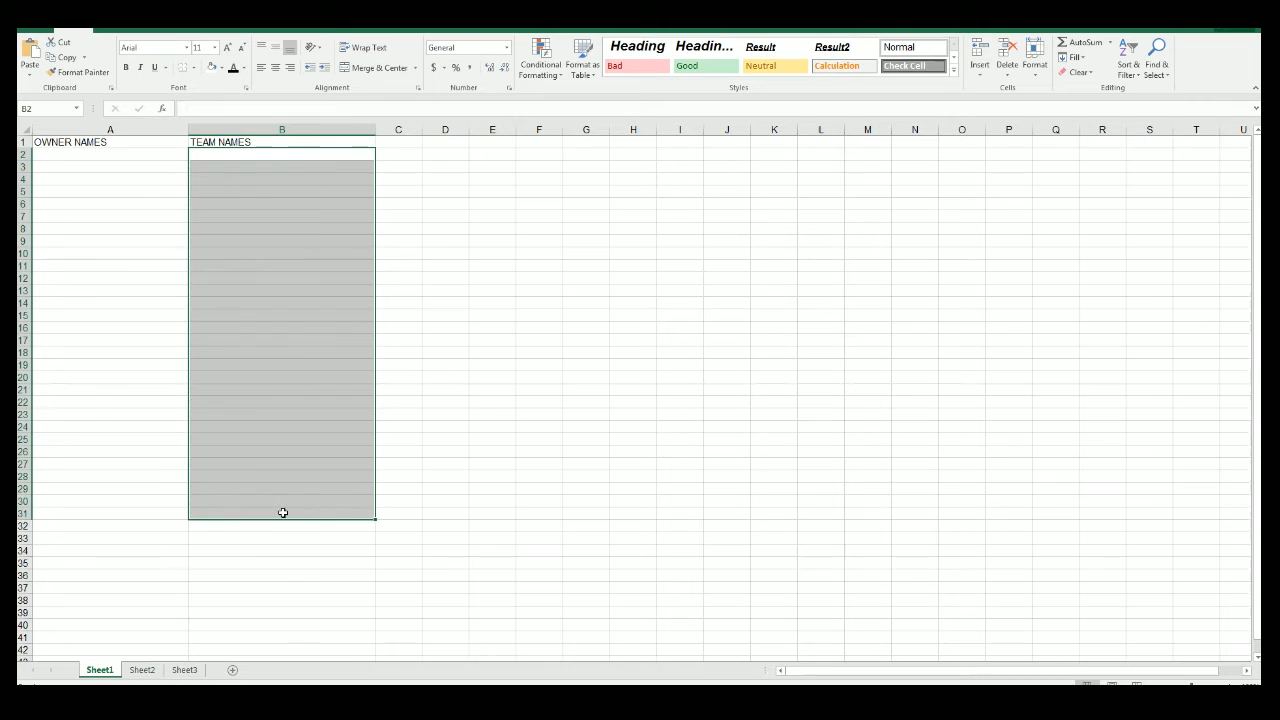 Cut
Copy
Format Painter
Paste
Clipboard
Arial 11
B I U A
Wrap Text
Merge & Center
Alignment
General
$ % ,
Number
Conditional Formatting
Format as Table
Heading Headin... Result Result2 Normal
Bad Good Neutral Calculation Check Cell
Styles
Insert Delete Format
Cells
AutoSum
Fill
Clear
Sort & Filter
Find & Select
Editing
B2 fx
A B C D E F G H I J K L M N O P Q R S T U
1 OWNER NAMES TEAM NAMES
2
3
4
5
6
7
8
9
10
11
12
13
14
15
16
17
18
19
20
21
22
23
24
25
26
27
28
29
30
31
32
33
34
35
36
37
38
39
40
41
42
Sheet1 Sheet2 Sheet3